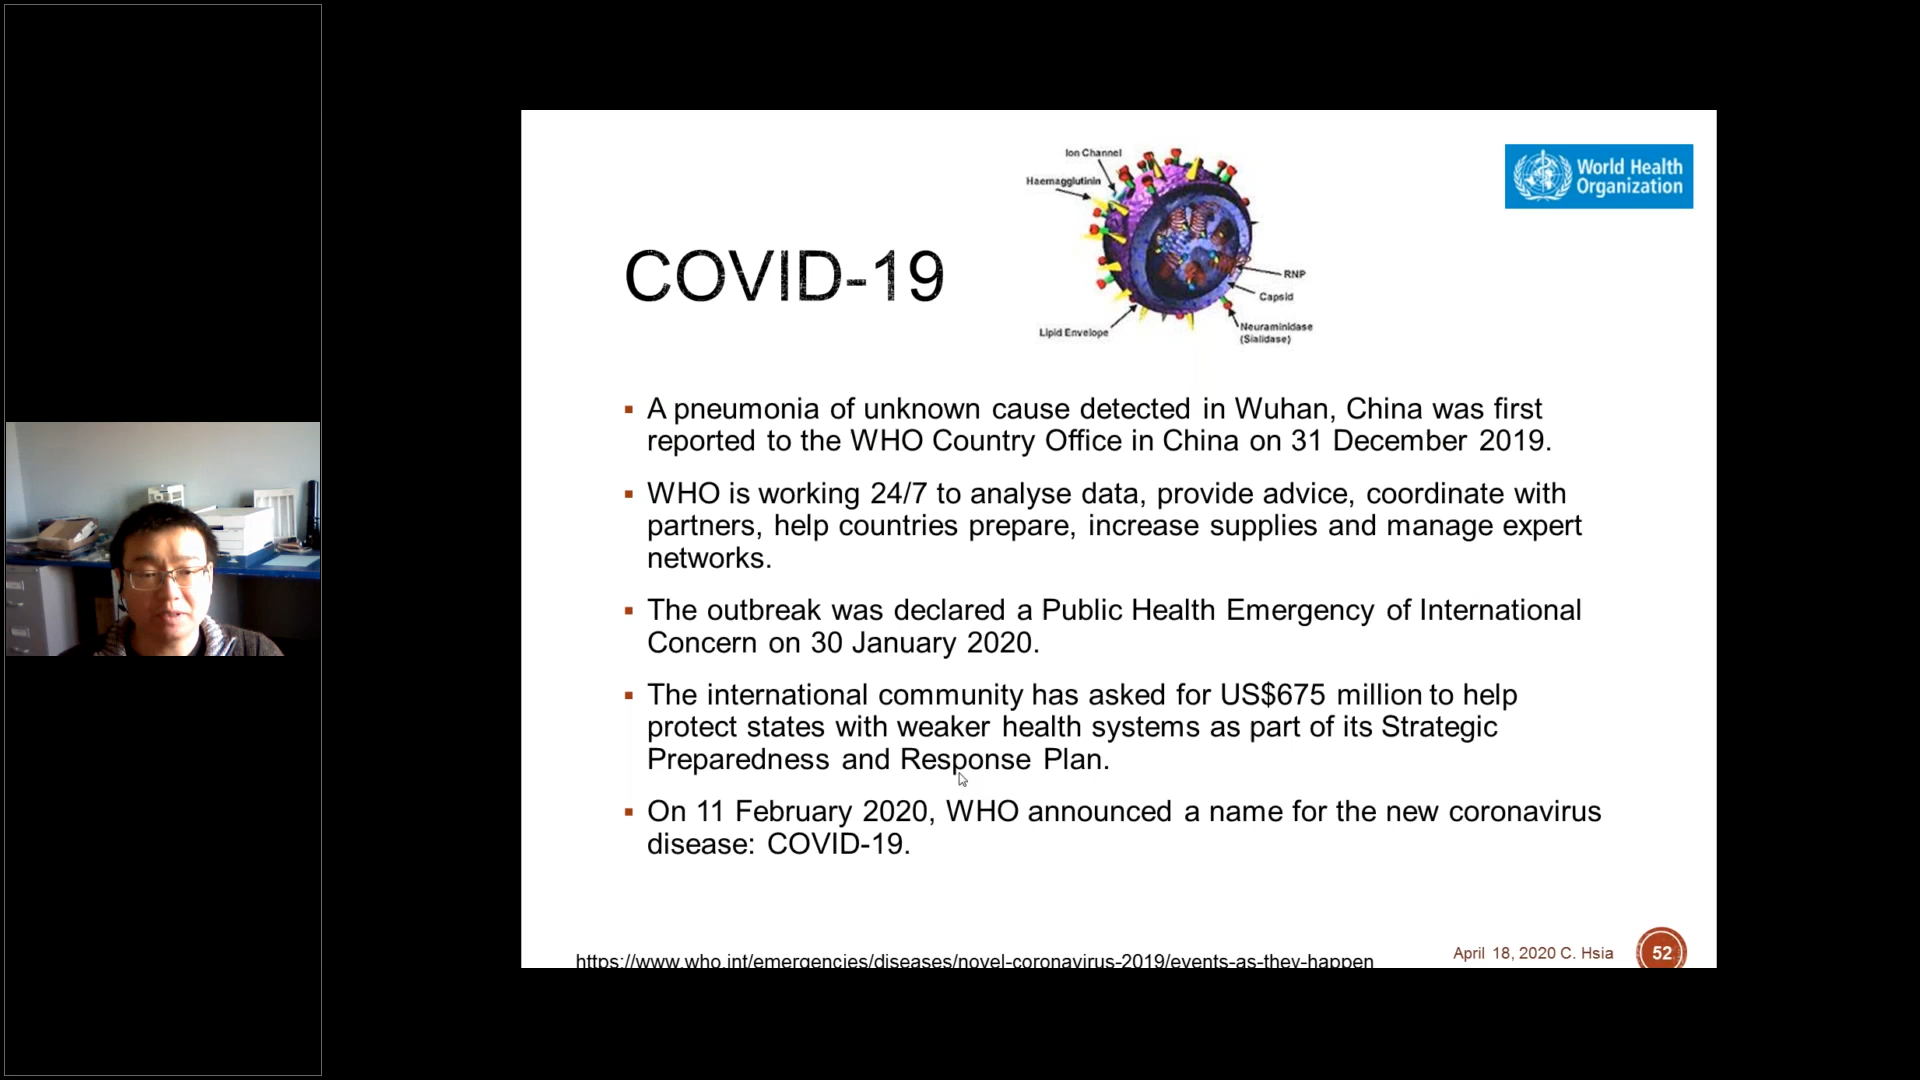 Ion Channel
Haemagglutinin
World Health
Organization
COVID-19
RNP
Capsid
Lipid Envelope
Neuraminidase
(Sialidase)
▪ A pneumonia of unknown cause detected in Wuhan, China was first
reported to the WHO Country Office in China on 31 December 2019.
▪ WHO is working 24/7 to analyse data, provide advice, coordinate with
partners, help countries prepare, increase supplies and manage expert
networks.
▪ The outbreak was declared a Public Health Emergency of International
Concern on 30 January 2020.
▪ The international community has asked for US$675 million to help
protect states with weaker health systems as part of its Strategic
Preparedness and Response Plan.
▪ On 11 February 2020, WHO announced a name for the new coronavirus
disease: COVID-19.
https://www.who.int/emergencies/diseases/novel-coronavirus-2019/events-as-they-happen
April 18, 2020 C. Hsia
52